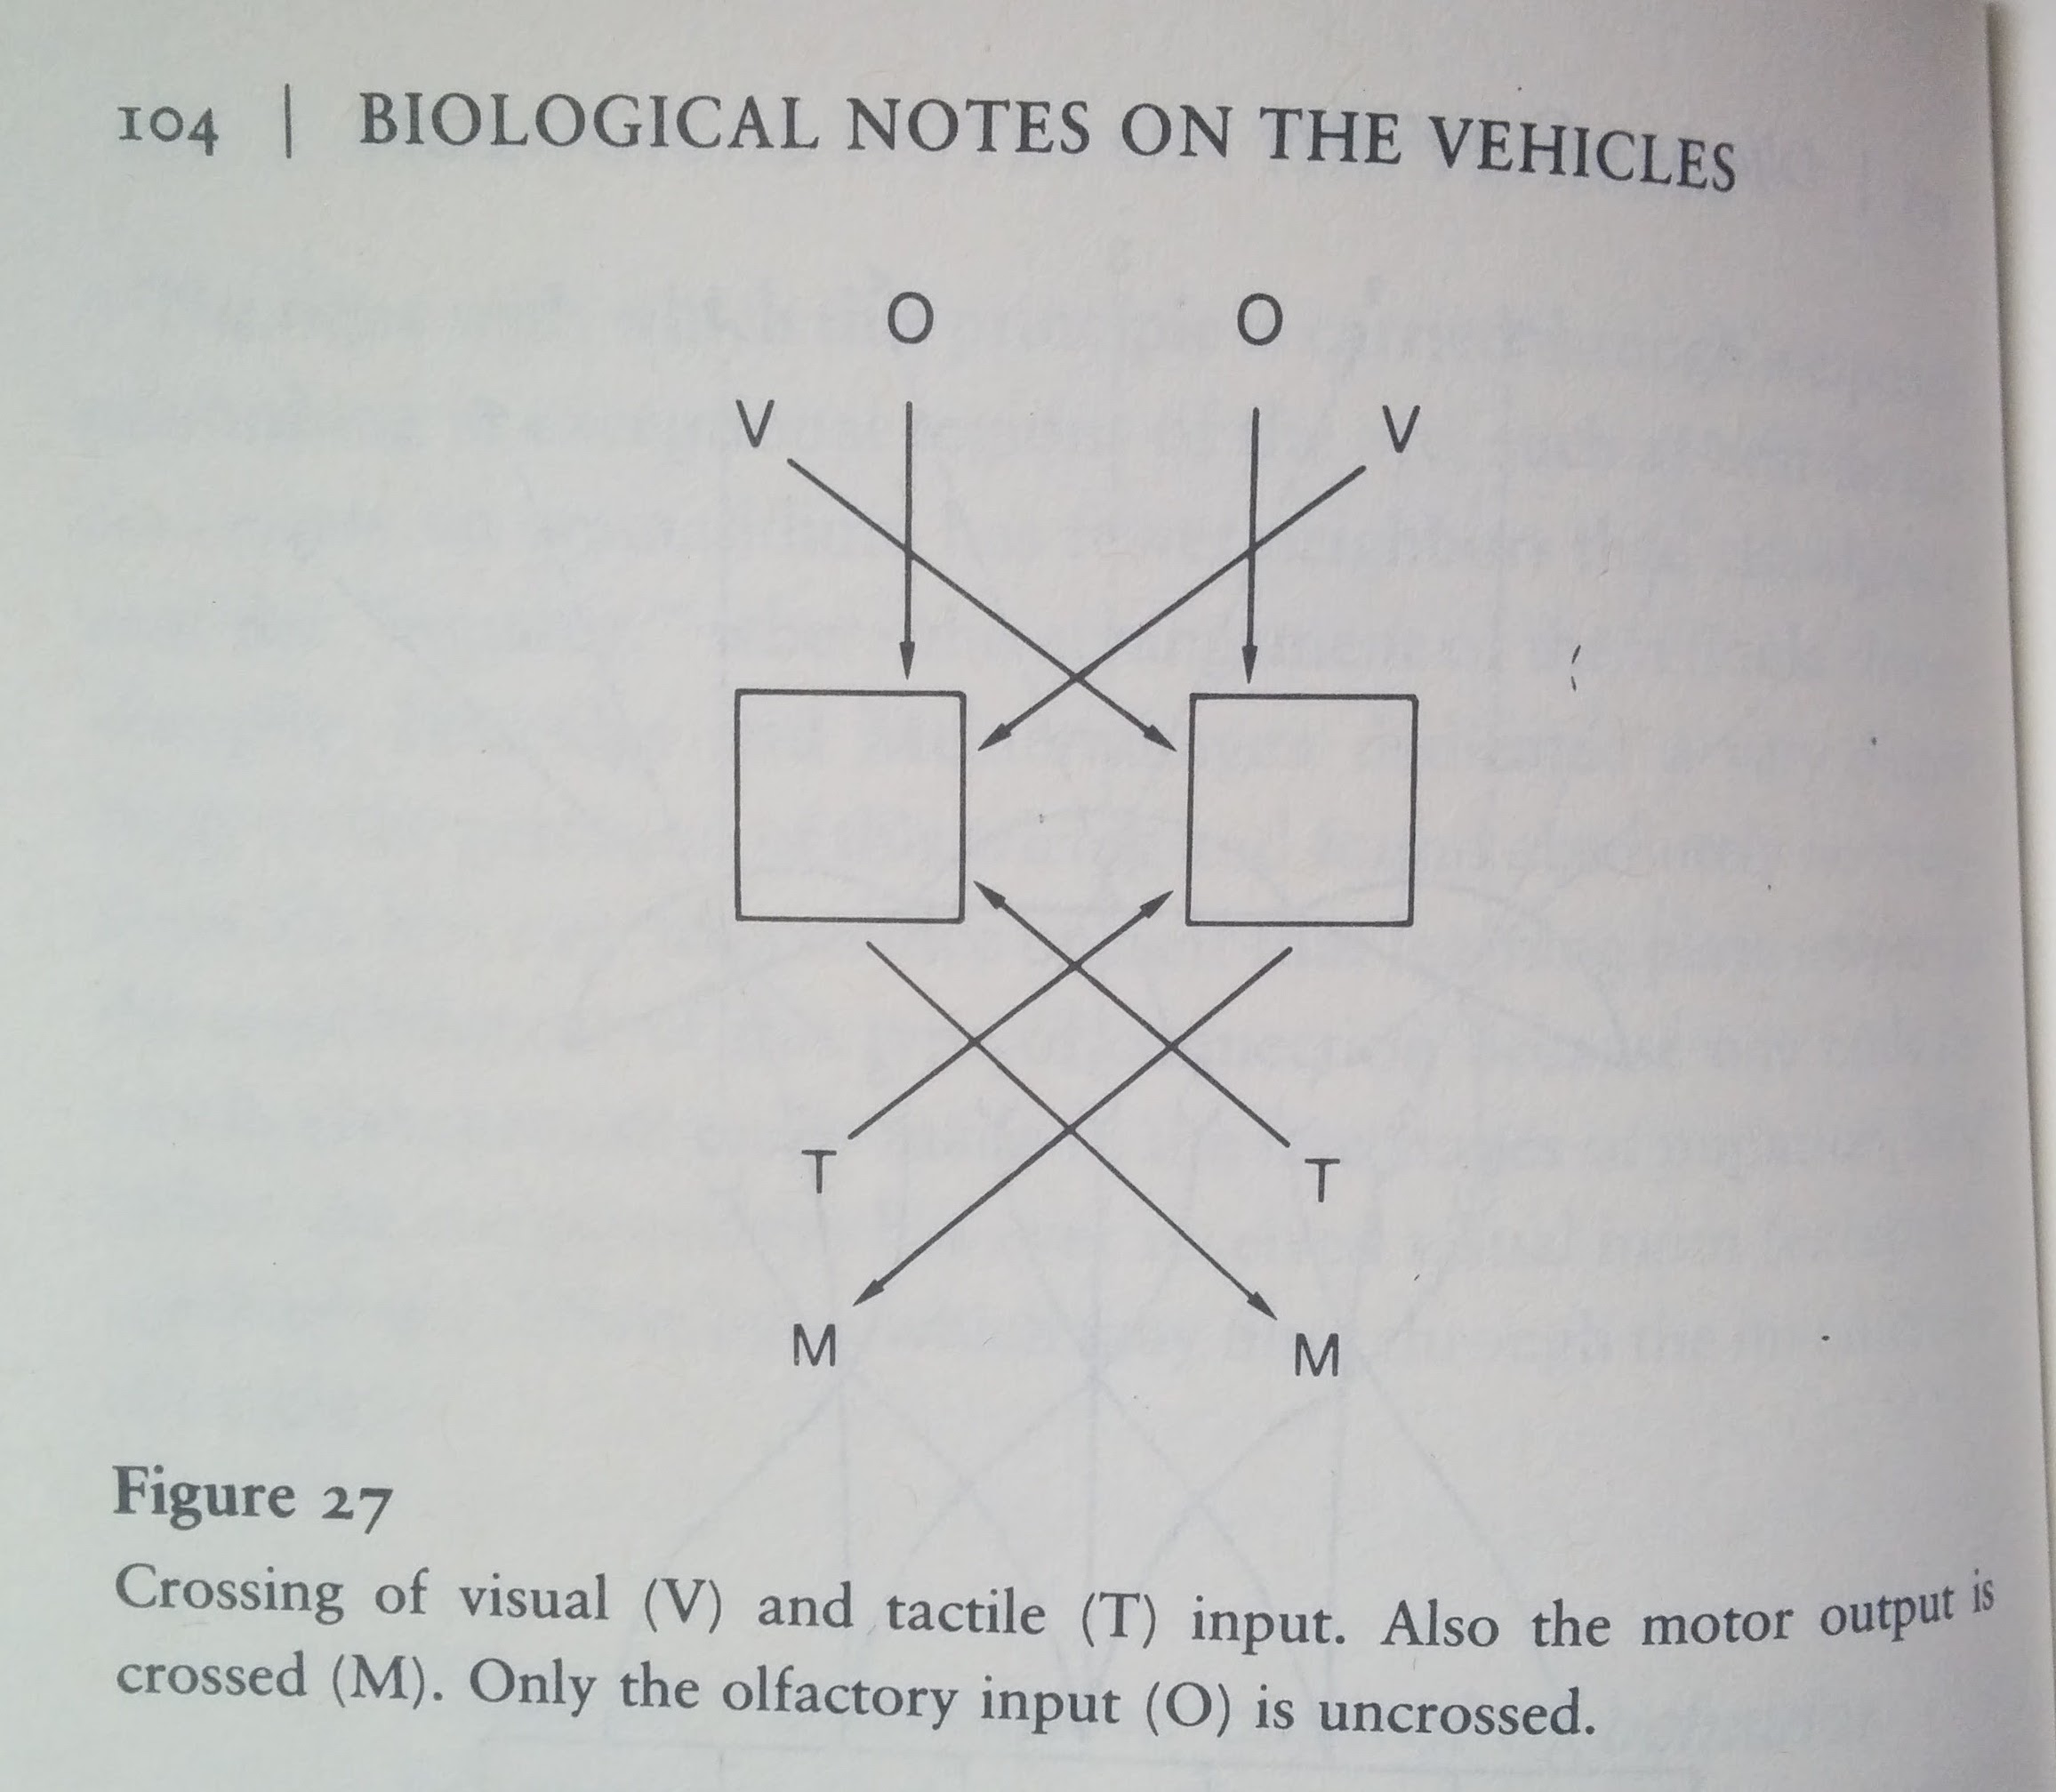 104 | BIOLOGICAL NOTES ON THE VEHICLES
O O
V V
T T
M M
Figure 27
Crossing of visual (V) and tactile (T) input. Also the motor output is
crossed (M). Only the olfactory input (O) is uncrossed.